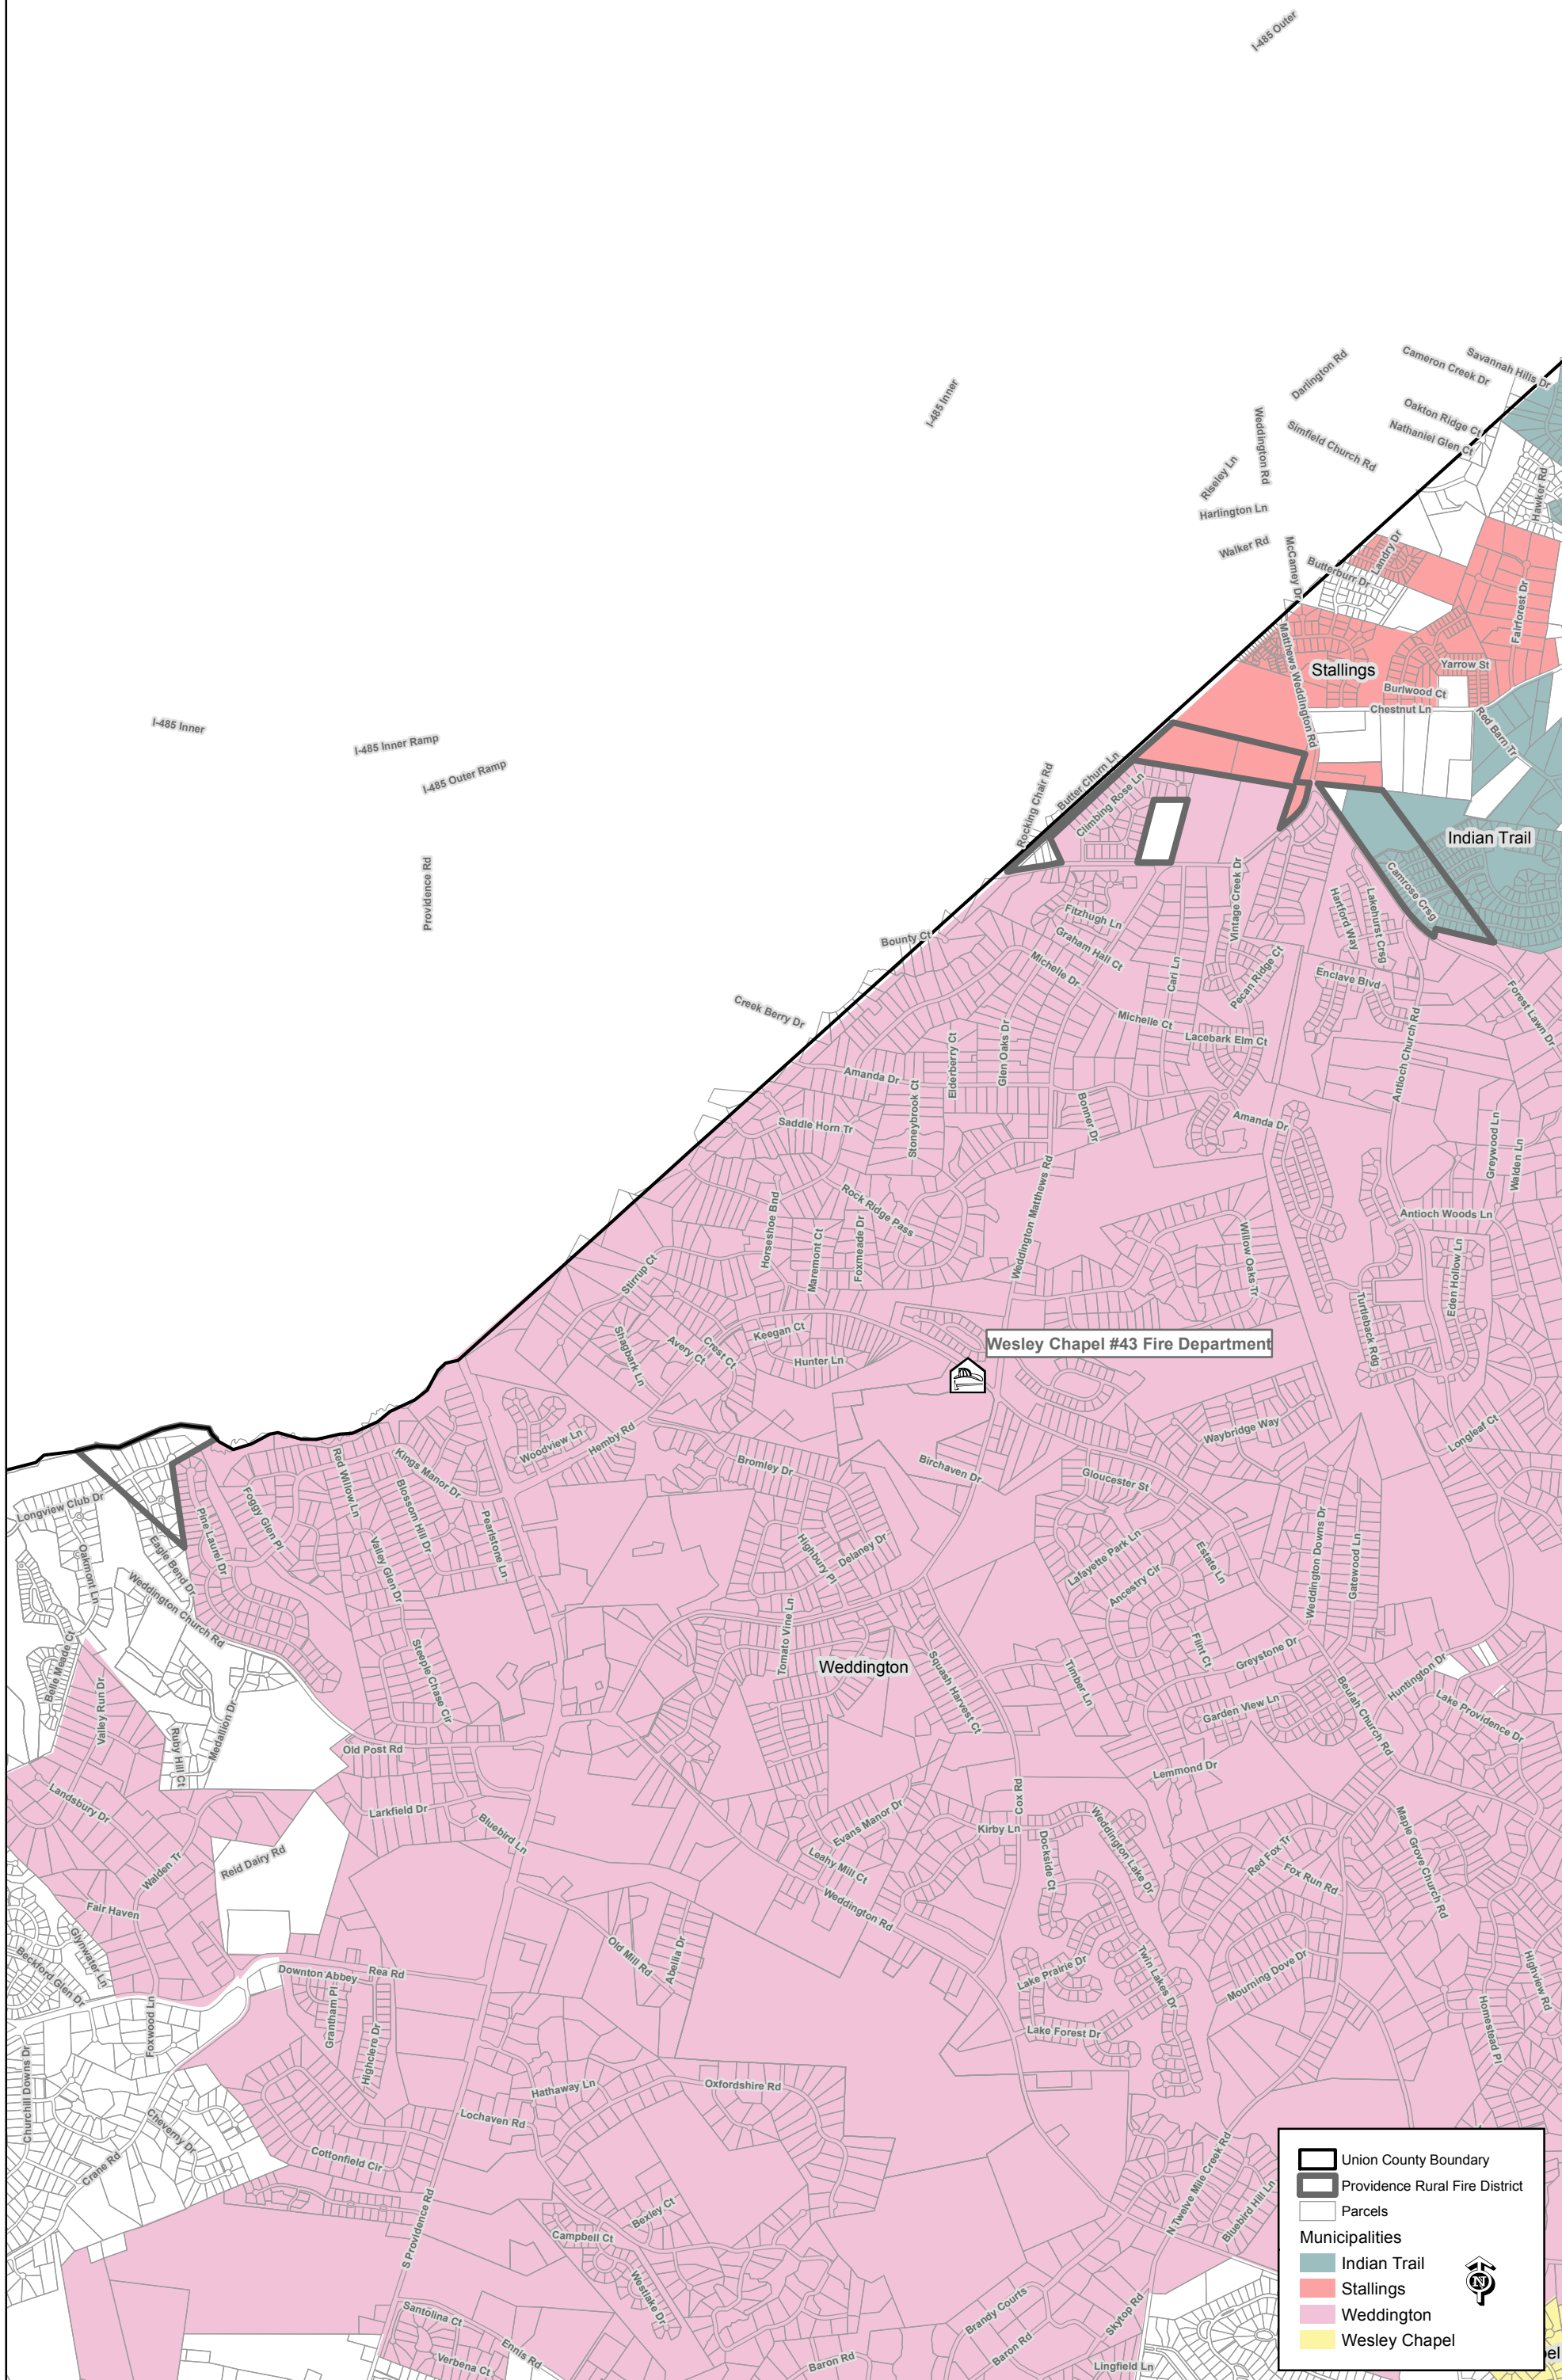 I-485 Outer
Savannah Hills Dr
Cameron Creek Dr
Darlington Rd
I-485 Inner
Oakton Ridge Ct
Weddington Rd
Nathaniel Glen Ct
Simfield Church Rd
Riseley Ln
Hawker Rd
Harlington Ln
Walker Rd
Landry Dr
McCamey Dr
Butterburr Dr
Fairforest Dr
Matthews Weddington Rd
Stallings
Yarrow St
Burlwood Ct
Chestnut Ln
Red Barn Tr
I-485 Inner
I-485 Inner Ramp
I-485 Outer Ramp
Butter Churn Ln
Rocking Chair Rd
Climbing Rose Ln
Indian Trail
Providence Rd
Camrose Crsg
Vintage Creek Dr
Fitzhugh Ln
Hartford Way
Lakehurst Crsg
Bounty Ct
Graham Hall Ct
Michelle Dr
Carl Ln
Pecan Ridge Ct
Enclave Blvd
Creek Berry Dr
Forest Lawn Dr
Michelle Ct
Lacebark Elm Ct
Antioch Church Rd
Elderberry Ct
Glen Oaks Dr
Amanda Dr
Stoneybrook Ct
Bonner Dr
Amanda Dr
Saddle Horn Tr
Greywood Ln
Walden Ln
Rock Ridge Pass
Weddington Matthews Rd
Horseshoe Bnd
Maremont Ct
Foxmeade Dr
Antioch Woods Ln
Willow Oaks Tr
Eden Hollow Ln
Stirrup Ct
Turtleback Rdg
Keegan Ct
Wesley Chapel #43 Fire Department
Shagbark Ln
Avery Ct
Crest Ct
Hunter Ln
Waybridge Way
Longleaf Ct
Woodview Ln
Hemby Rd
Red Willow Ln
Kings Manor Dr
Bromley Dr
Birchaven Dr
Gloucester St
Longview Club Dr
Foggy Glen Pl
Blossom Hill Dr
Pearlstone Ln
Pine Laurel Dr
Eagle Bend Dr
Oakmont Ln
Valley Glen Dr
Highbury Pl
Delaney Dr
Lafayette Park Ln
Estate Ln
Ancestry Cir
Weddington Downs Dr
Gatewood Ln
Weddington Church Rd
Tomato Vine Ln
Weddington
Squash Harvest Ct
Flint Ct
Greystone Dr
Timber Ln
Belle Meade Ct
Valley Run Dr
Steeple Chase Cir
Huntington Dr
Beulah Church Rd
Lake Providence Dr
Garden View Ln
Medallion Dr
Ruby Hill Ct
Old Post Rd
Lemmond Dr
Landsbury Dr
Larkfield Dr
Bluebird Ln
Evans Manor Dr
Cox Rd
Kirby Ln
Weddington Lake Dr
Maple Grove Church Rd
Dockside Ct
Red Fox Tr
Fox Run Rd
Reid Dairy Rd
Walden Tr
Leahy Mill Ct
Weddington Rd
Fair Haven
Glynwater Ln
Beckford Glen Dr
Old Mill Rd
Abellia Dr
Downton Abbey
Rea Rd
Lake Prairie Dr
Twin Lakes Dr
Mourning Dove Dr
Highview Rd
Homestead Pl
Foxwood Ln
Grantham Pl
Highclere Dr
Lake Forest Dr
Churchill Downs Dr
Cheverny Dr
Crane Rd
Hathaway Ln
Oxfordshire Rd
Lochaven Rd
Cottonfield Cir
S Providence Rd
Bexley Ct
Campbell Ct
Westlake Dr
N Twelve Mile Creek Rd
Bluebird Hill Ln
Santolina Ct
Ennis Rd
Verbena Ct
Brandy Courts
Baron Rd
Baron Rd
Skytop Rd
Lingfield Ln
Union County Boundary
Providence Rural Fire District
Parcels
Municipalities
Indian Trail
Stallings
Weddington
Wesley Chapel
N
pel